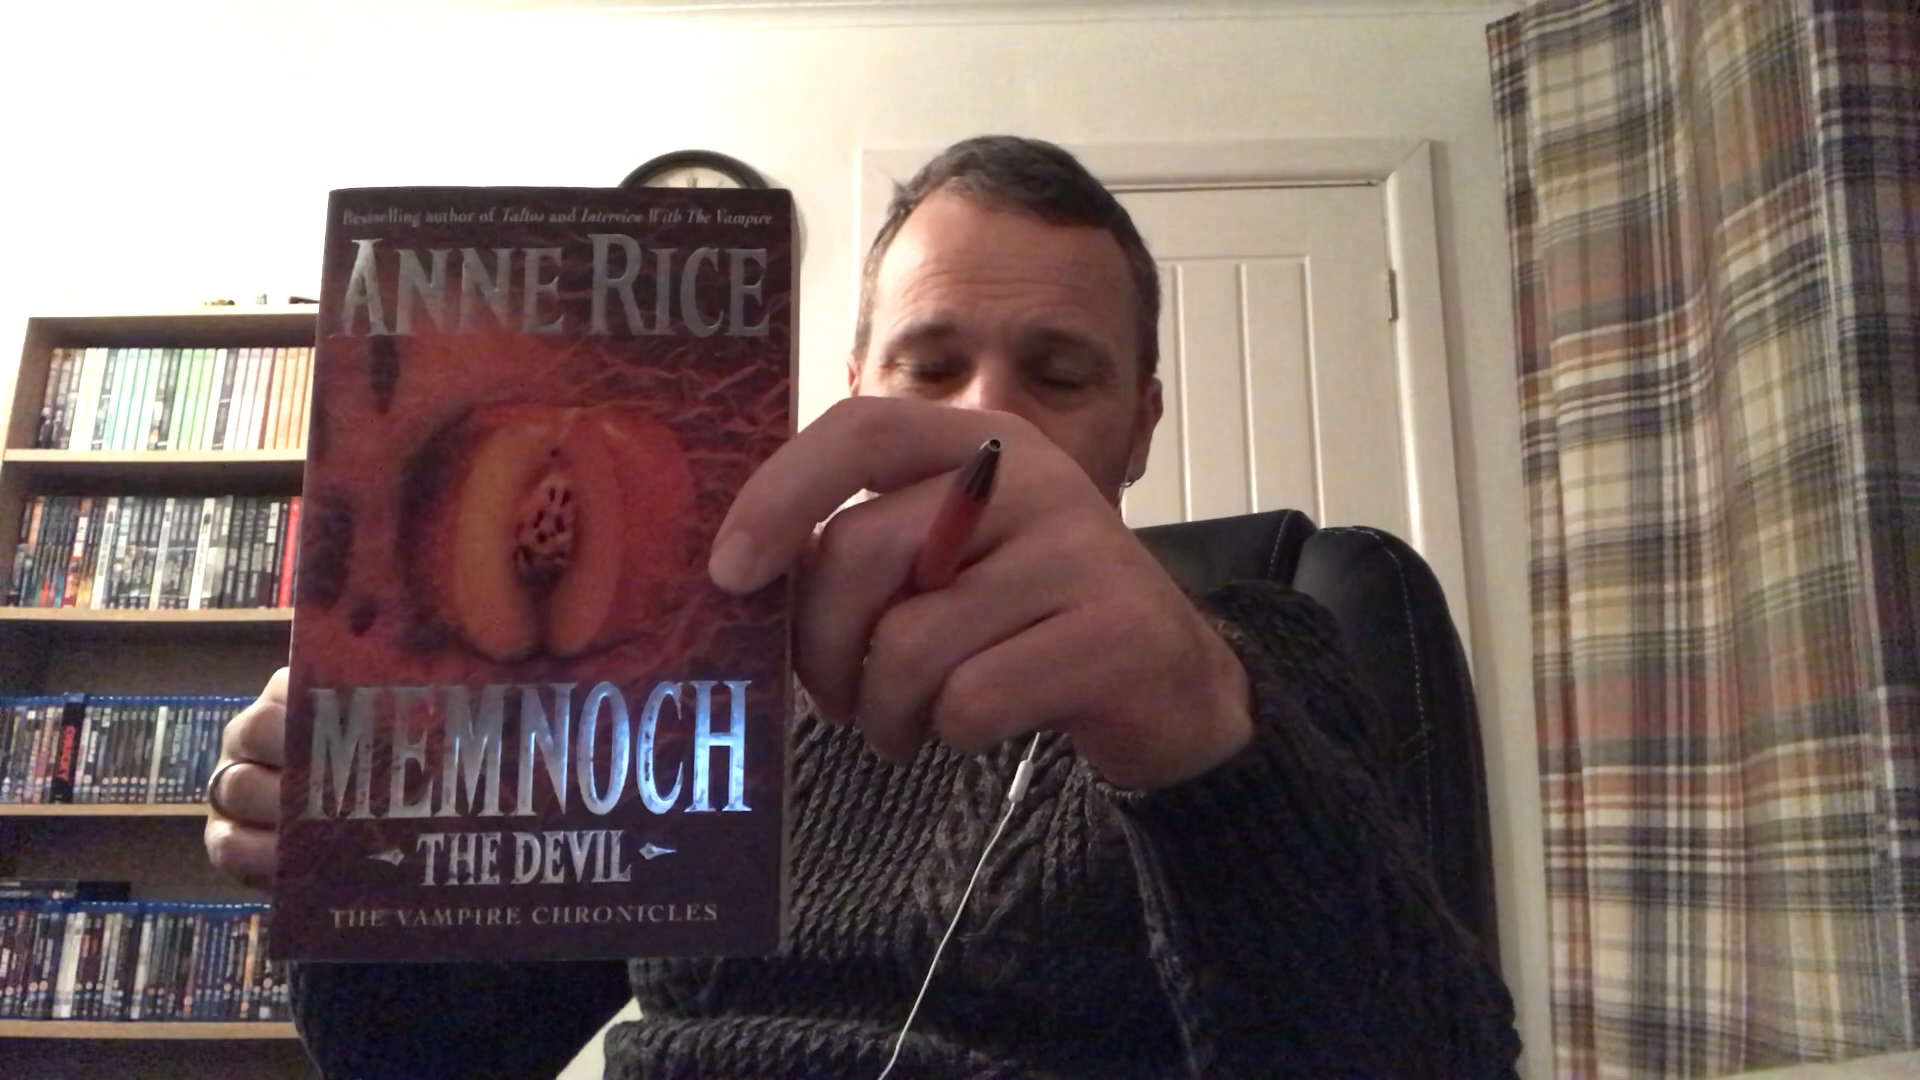 Bestselling author of Taltos and Interview With The Vampire
ANNE RICE
MEMNOCH
THE DEVIL
THE VAMPIRE CHRONICLES